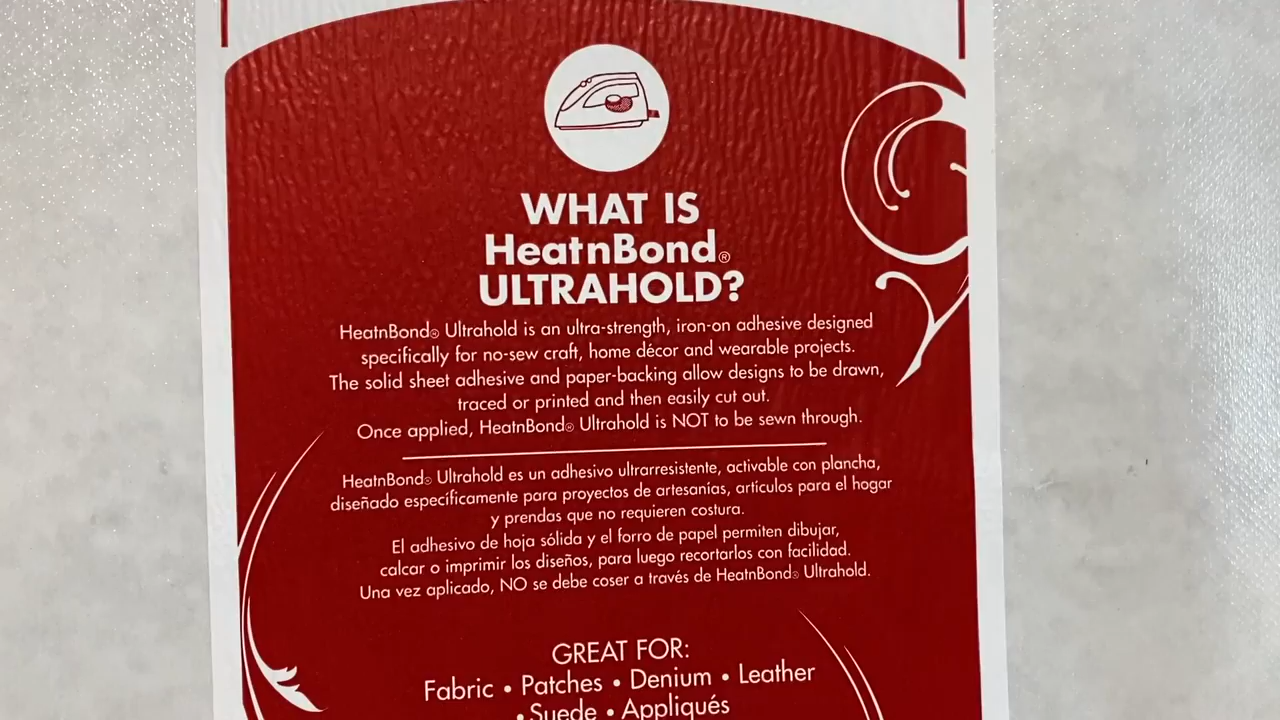 WHAT IS
HeatnBond®
ULTRAHOLD?
HeatnBond® Ultrahold is an ultra-strength, iron-on adhesive designed
specifically for no-sew craft, home décor and wearable projects.
The solid sheet adhesive and paper-backing allow designs to be drawn,
traced or printed and then easily cut out.
Once applied, HeatnBond® Ultrahold is NOT to be sewn through.
HeatnBond® Ultrahold es un adhesivo ultrarresistente, activable con plancha,
diseñado específicamente para proyectos de artesanías, artículos para el hogar
y prendas que no requieren costura.
El adhesivo de hoja sólida y el forro de papel permiten dibujar,
calcar o imprimir los diseños, para luego recortarlos con facilidad.
Una vez aplicado, NO se debe coser a través de HeatnBond® Ultrahold.
GREAT FOR:
Fabric • Patches • Denium • Leather
• Suede • Appliqués